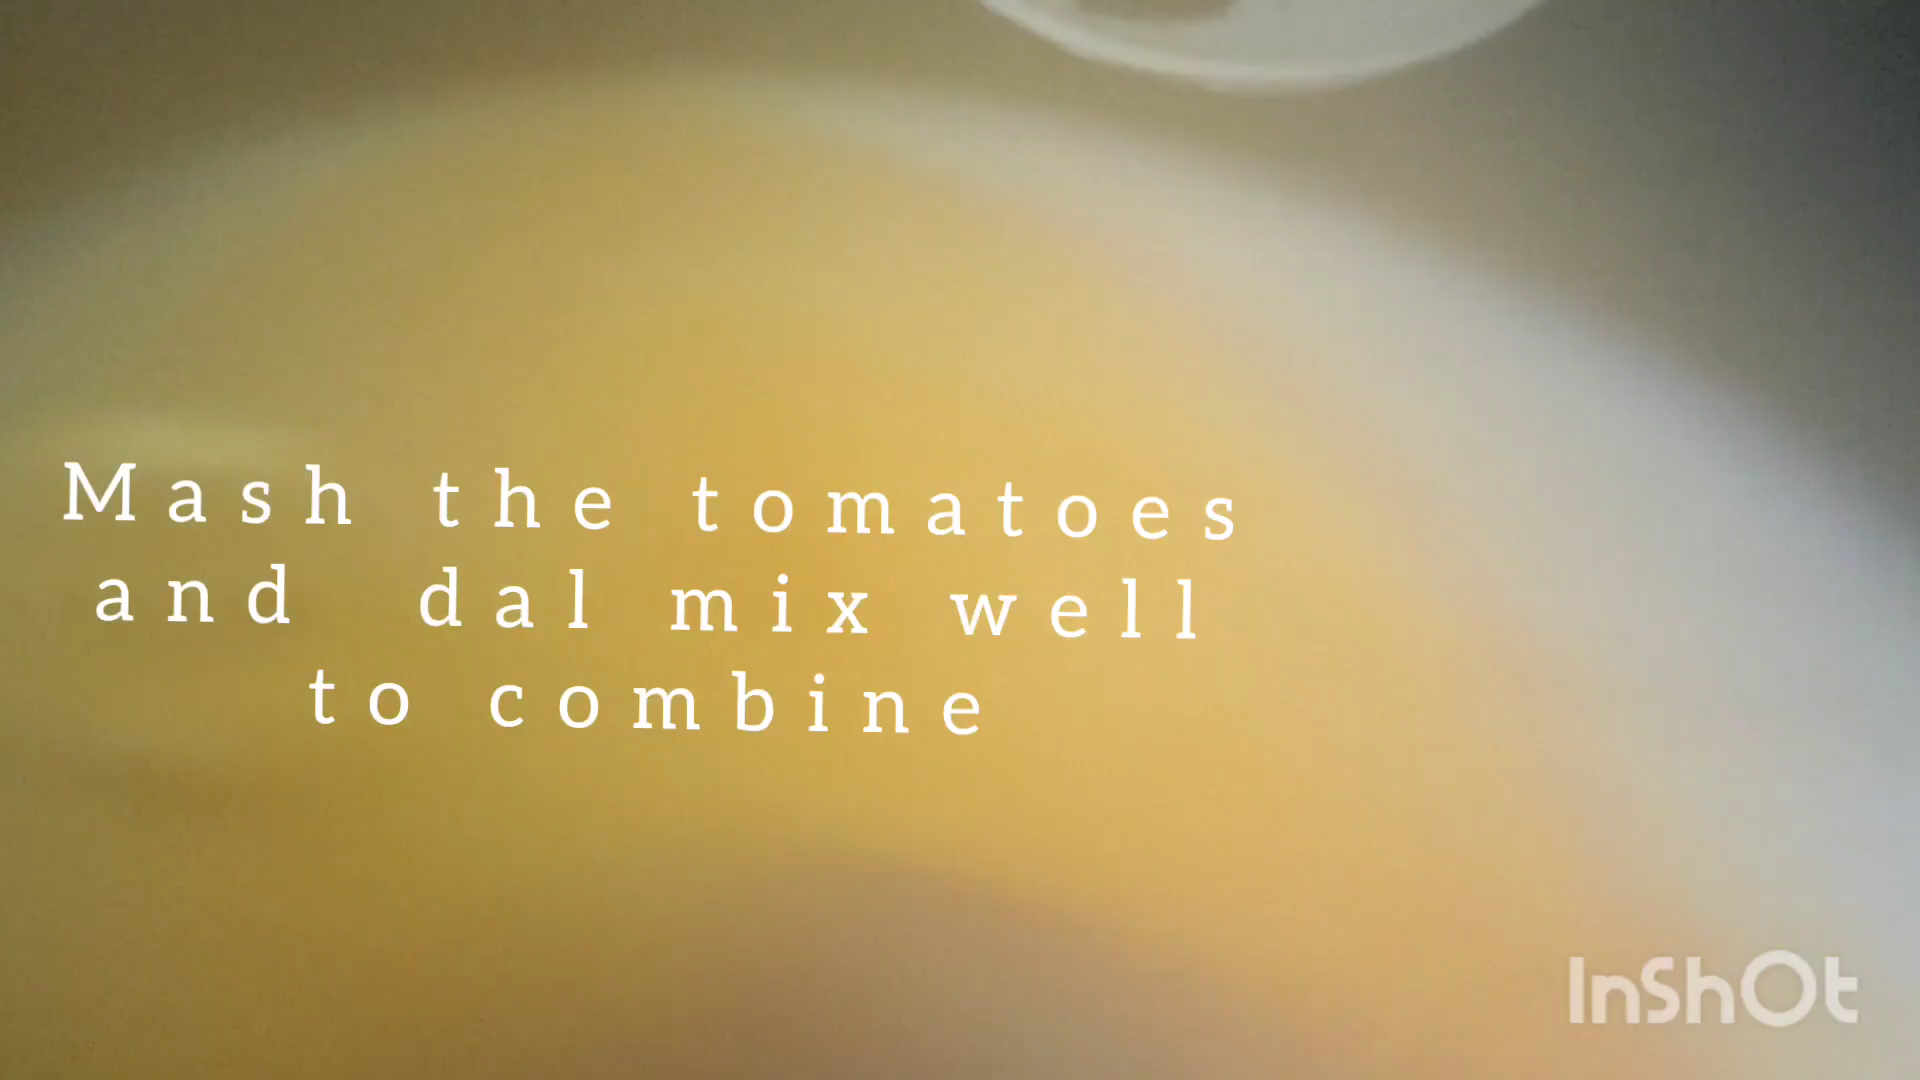 Mash the tomatoes
and dal mix well
to combine
InShOt